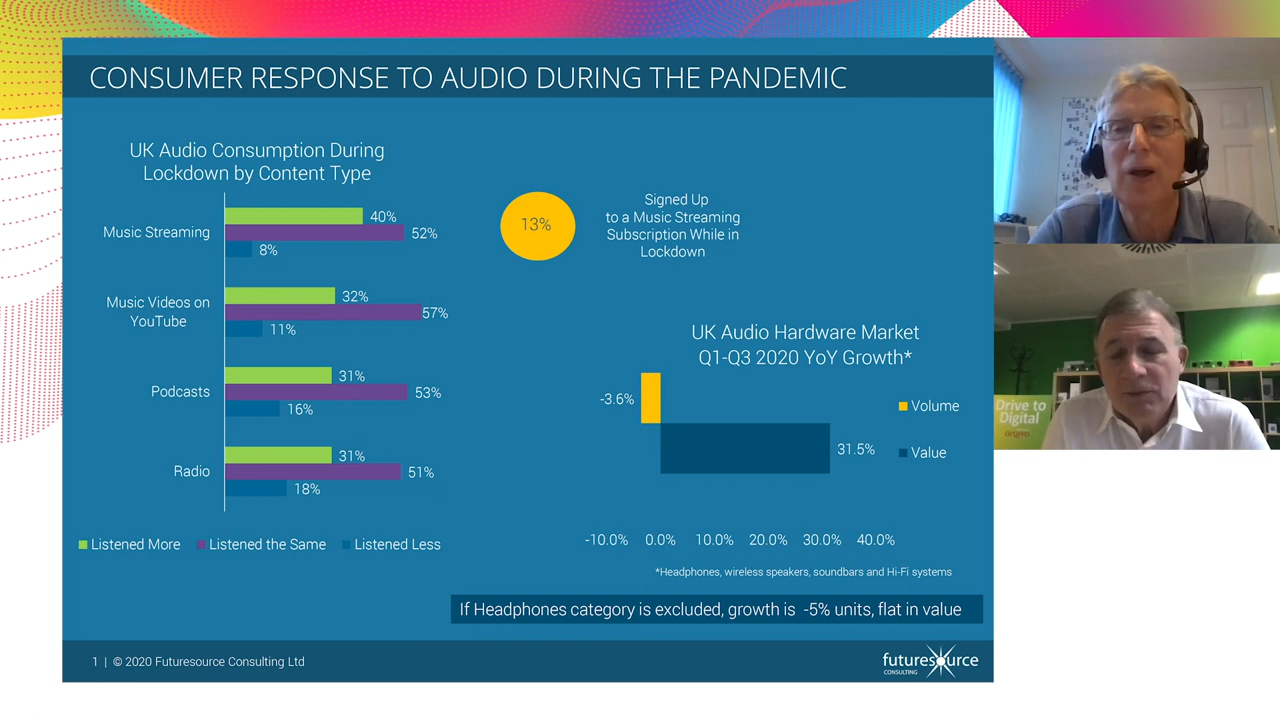 CONSUMER RESPONSE TO AUDIO DURING THE PANDEMIC
UK Audio Consumption During
Lockdown by Content Type
Music Streaming
40%
52%
8%
Music Videos on
YouTube
32%
57%
11%
Podcasts
31%
53%
16%
Radio
31%
51%
18%
Listened More
Listened the Same
Listened Less
13%
Signed Up
to a Music Streaming
Subscription While in
Lockdown
UK Audio Hardware Market
Q1-Q3 2020 YoY Growth*
-3.6%
31.5%
Volume
Value
-10.0% 0.0% 10.0% 20.0% 30.0% 40.0%
*Headphones, wireless speakers, soundbars and Hi-Fi systems
If Headphones category is excluded, growth is -5% units, flat in value
1 | © 2020 Futuresource Consulting Ltd
futuresource
CONSULTING
Drive to
Digital
arqiva